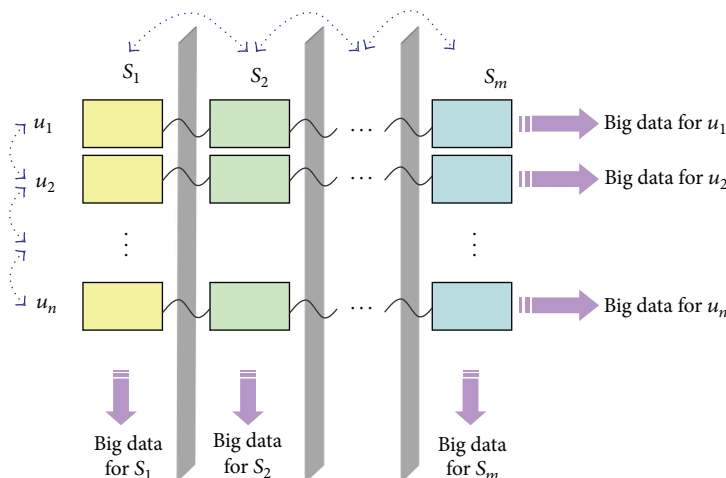 S₁ S₂ Sₘ
u₁ ... Big data for u₁
u₂ Big data for u₂
⋮ ⋮
uₙ ... Big data for uₙ
Big data Big data Big data
for S₁ for S₂ for Sₘ